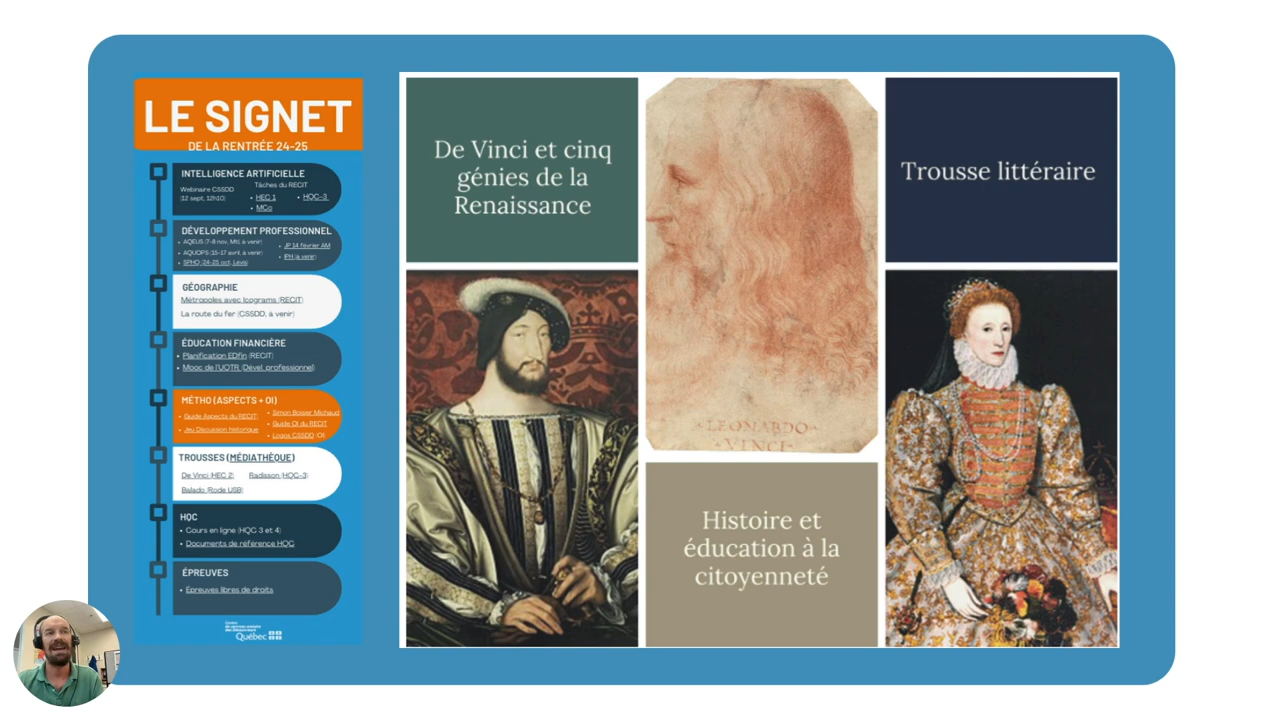 LE SIGNET
DE LA RENTRÉE 24-25
INTELLIGENCE ARTIFICIELLE
Webinaire CSSDD
(12 sept, 12h10)
Tâches du RECIT
• HEC 1
• HQC-3
• MCQ
DÉVELOPPEMENT PROFESSIONNEL
• AQEUS (7-8 nov, Mtl, à venir)
• AQUOPS (15-17 avril, à venir)
• SPHQ (24-25 oct, Lévis)
• JP 14 février AM
• IPH (à venir)
GÉOGRAPHIE
Métropoles avec Icograms (RECIT)
La route du fer (CSSDD, à venir)
ÉDUCATION FINANCIÈRE
• Planification EDfin (RECIT)
• Mooc de l'UQTR (Dével. professionnel)
MÉTHO (ASPECTS + OI)
• Guide Aspects du RECIT
• Jeu Discussion historique
• Simon Bosser Michaud
• Guide OI du RECIT
• Logos CSSDD (OI)
TROUSSES (MÉDIATHÈQUE)
De Vinci (HEC 2)
Radisson (HQC-3)
Balado (Rode USB)
HQC
• Cours en ligne (HQC 3 et 4)
• Documents de référence HQC
ÉPREUVES
• Épreuves libres de droits
Québec
De Vinci et cinq
génies de la
Renaissance
LEONARDO
VINCI
Histoire et
éducation à la
citoyenneté
Trousse littéraire